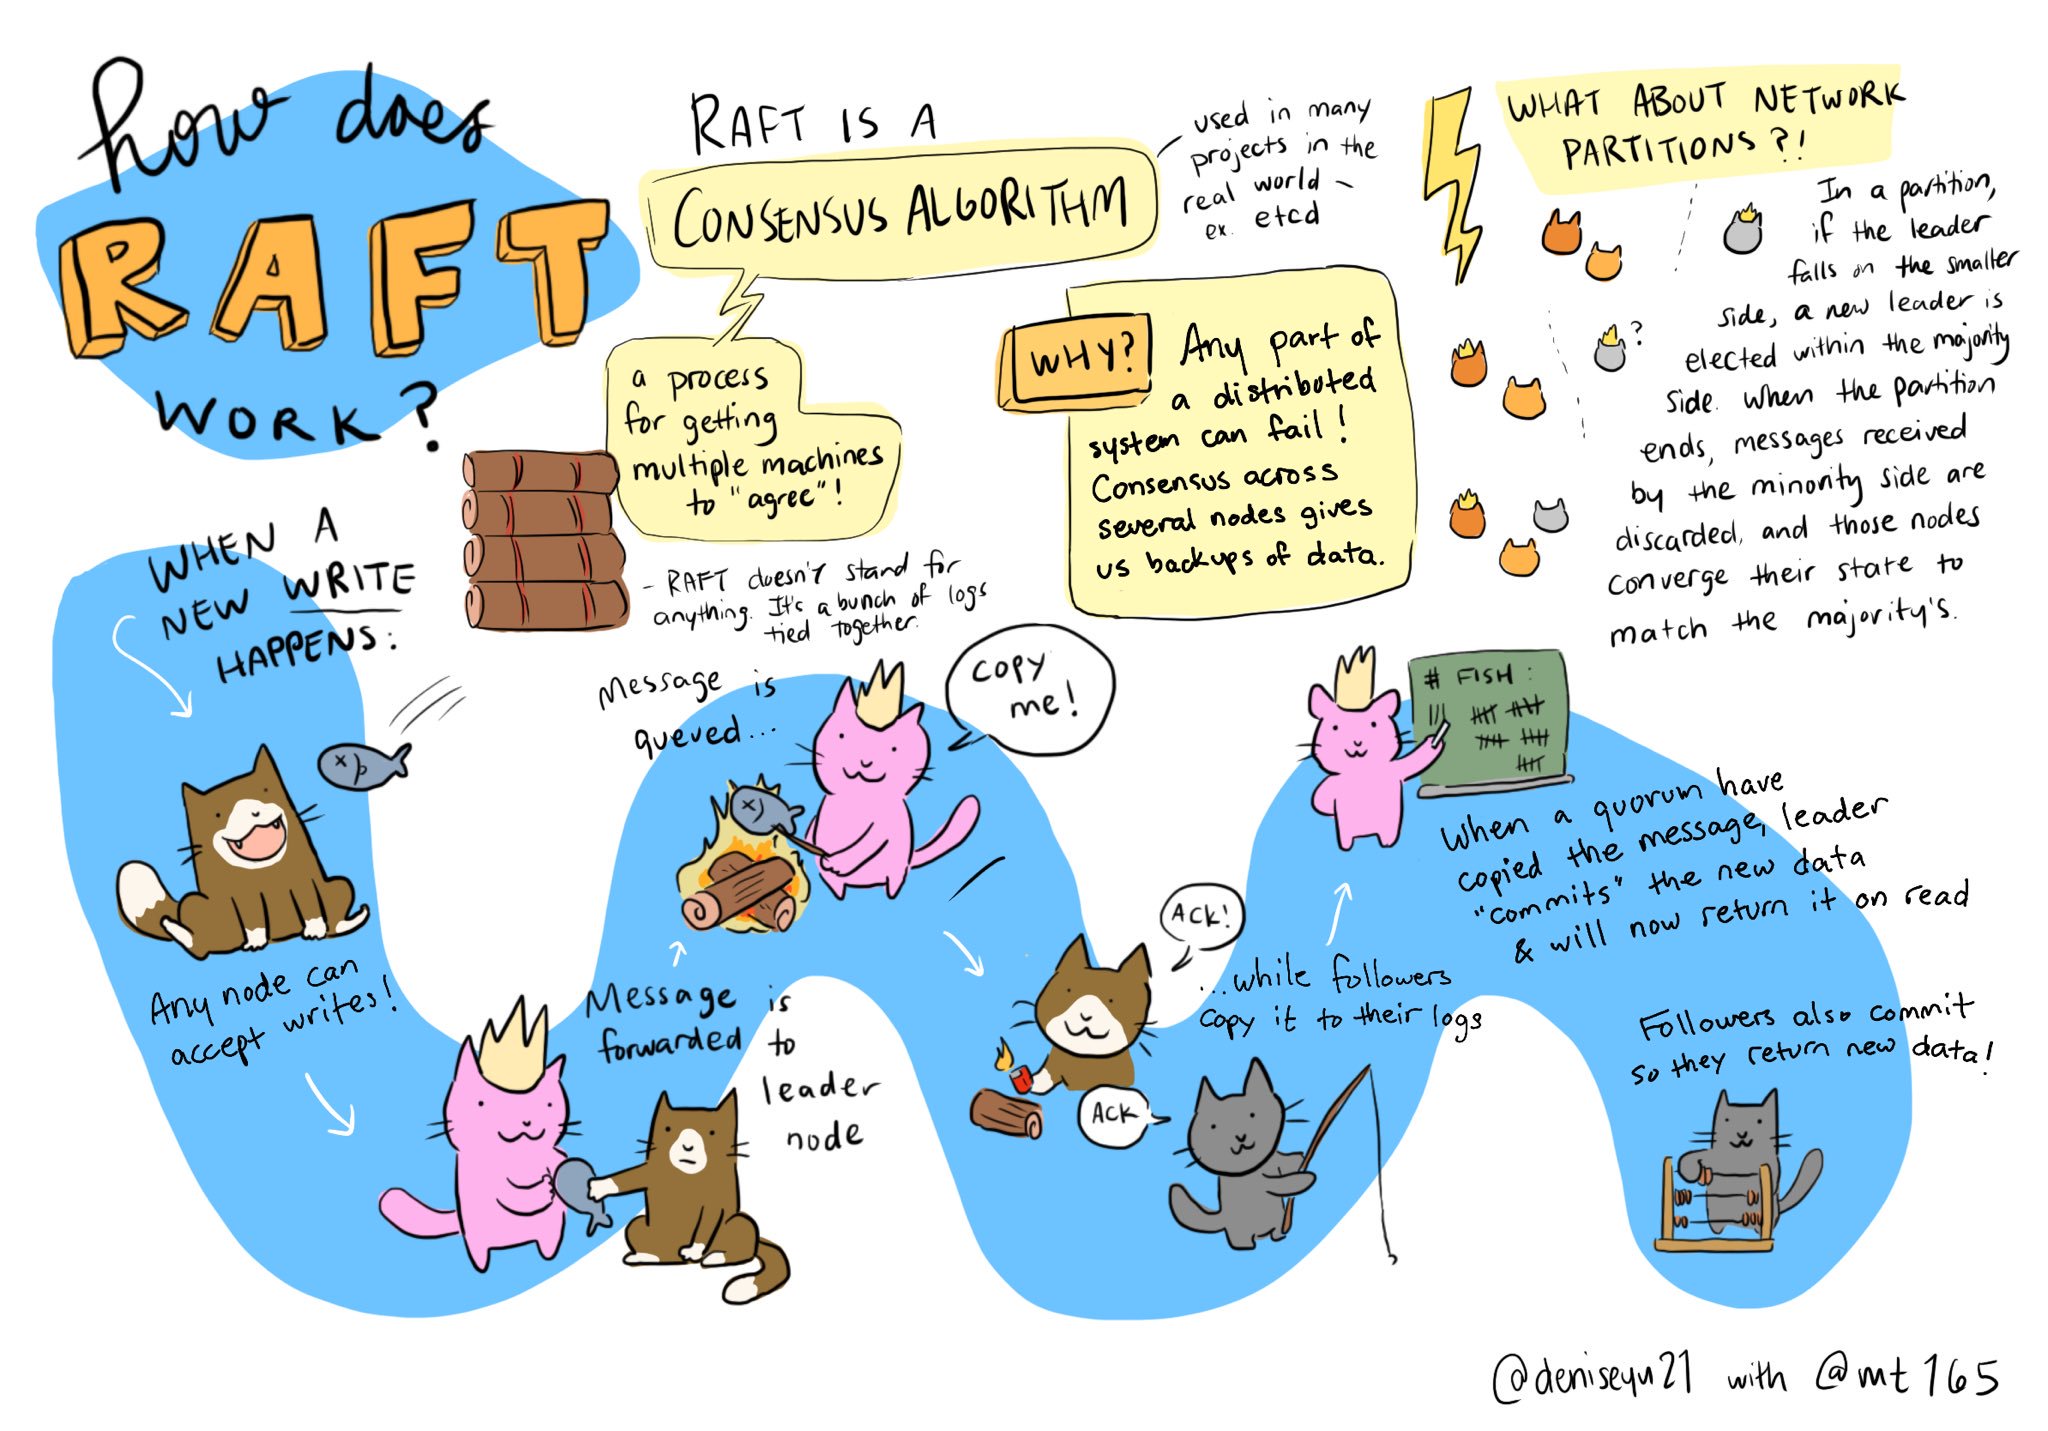 how does
RAFT
WORK?
RAFT IS A
CONSENSUS ALGORITHM
used in many
projects in the
real world –
ex. etcd
a process
for getting
multiple machines
to "agree"!
- RAFT doesn't stand for
anything. It's a bunch of logs
tied together.
WHY?
Any part of
a distributed
system can fail!
Consensus across
several nodes gives
us backups of data.
WHAT ABOUT NETWORK
PARTITIONS?!
In a partition,
if the leader
falls on the smaller
side, a new leader is
elected within the majority
side. When the partition
ends, messages received
by the minority side are
discarded, and those nodes
converge their state to
match the majority's.
?
WHEN A
NEW WRITE
HAPPENS:
Any node can
accept writes!
Message is
forwarded to
leader
node
Message is
queued...
COPY
me!
ACK!
ACK
...while followers
copy it to their logs
# FISH:
When a quorum have
copied the message, leader
"commits" the new data
& will now return it on read
Followers also commit
so they return new data!
@deniseyu21 with @mt165